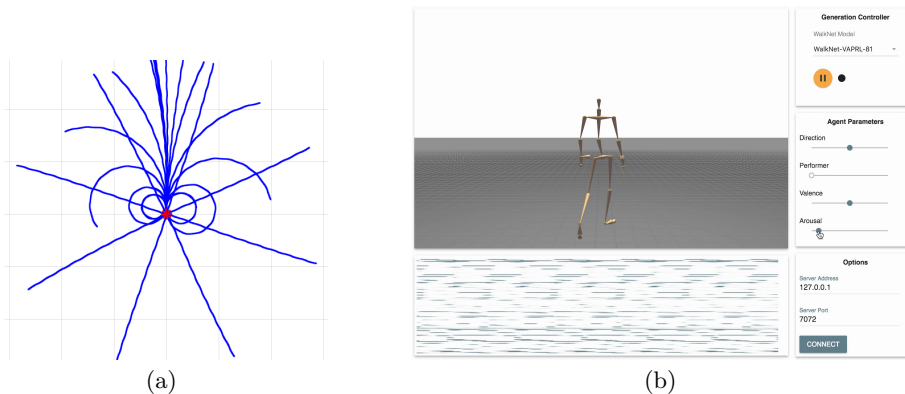 Generation Controller
WalkNet Model
WalkNet-VAPRL-81
Agent Parameters
Direction
Performer
Valence
Arousal
Options
Server Address
127.0.0.1
Server Port
7072
CONNECT
(a)
(b)